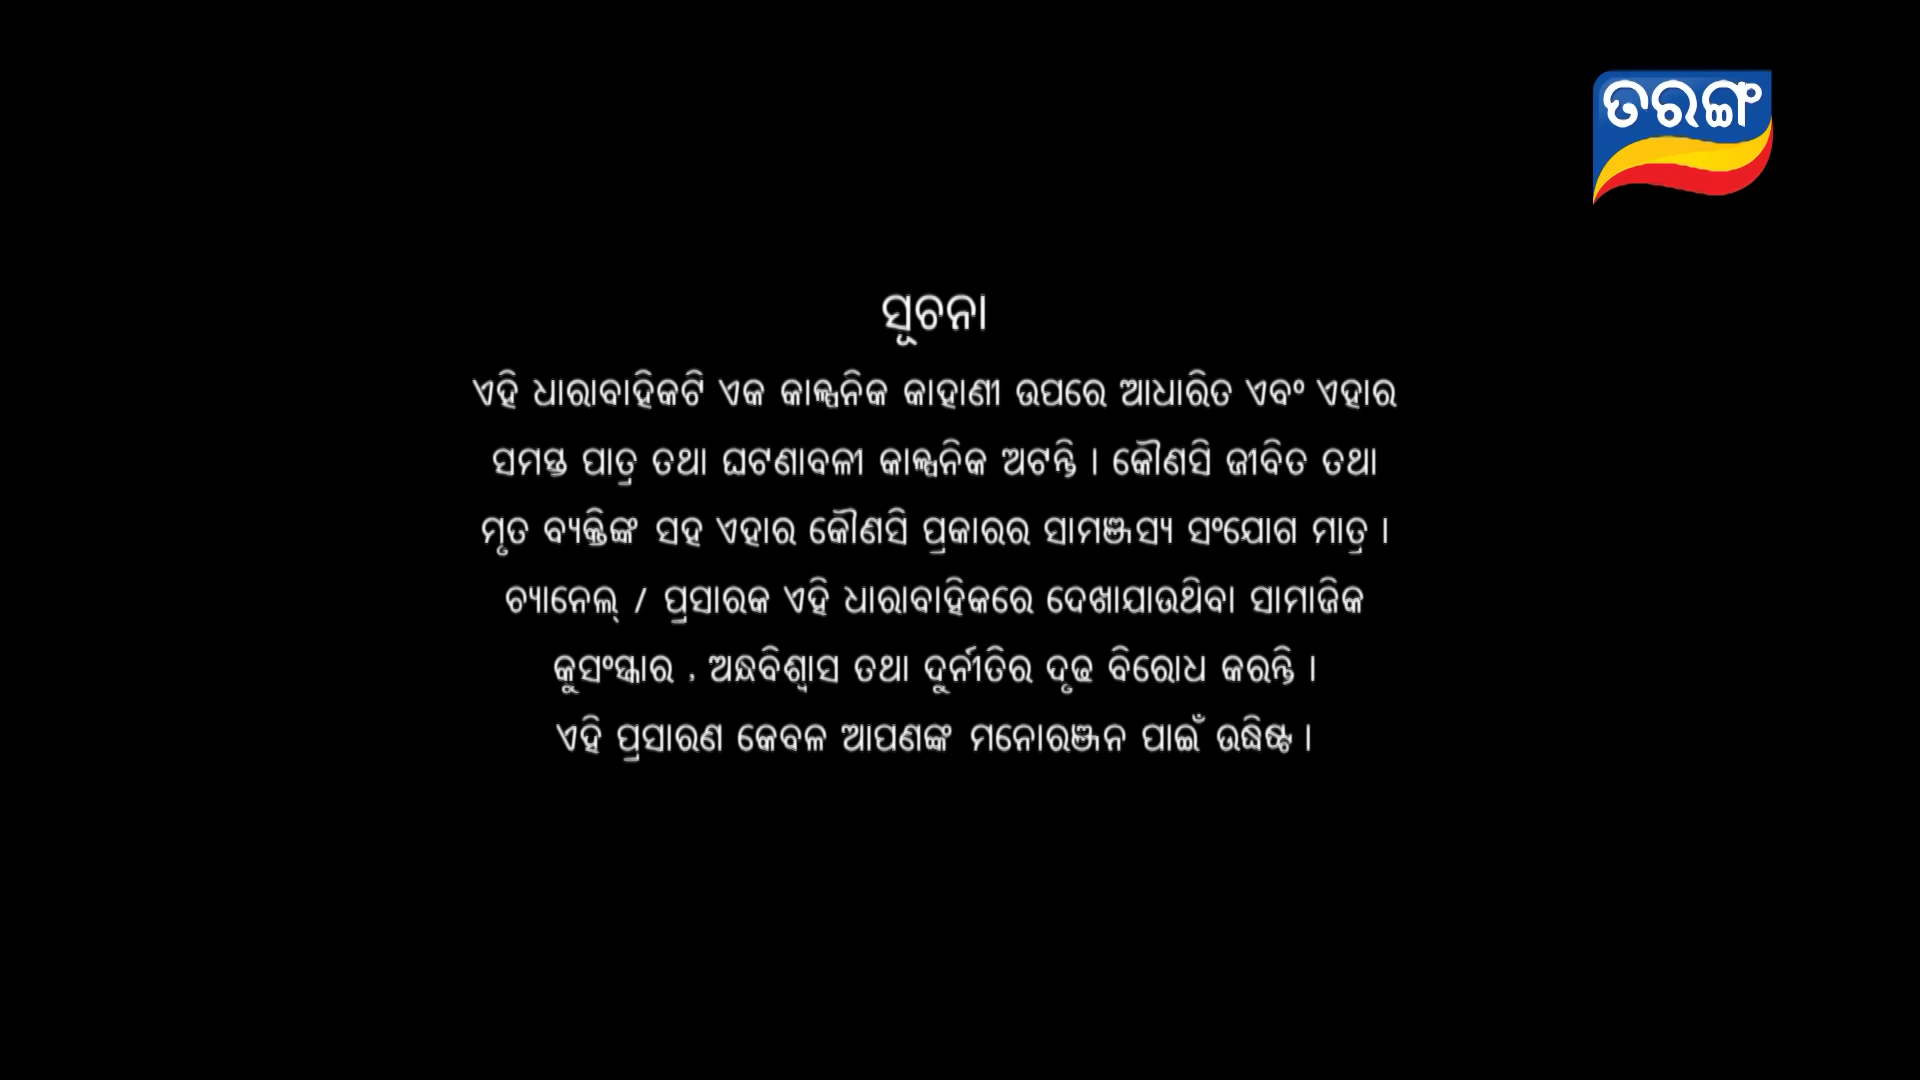 ତରଙ୍ଗ
ସୂଚନା
ଏହି ଧାରାବାହିକଟି ଏକ କାଳ୍ପନିକ କାହାଣୀ ଉପରେ ଆଧାରିତ ଏବଂ ଏହାର
ସମସ୍ତ ପାତ୍ର ତଥା ଘଟଣାବଳୀ କାଳ୍ପନିକ ଅଟନ୍ତି । କୌଣସି ଜୀବିତ ତଥା
ମୃତ ବ୍ୟକ୍ତିଙ୍କ ସହ ଏହାର କୌଣସି ପ୍ରକାରର ସାମଞ୍ଜସ୍ୟ ସଂଯୋଗ ମାତ୍ର ।
ଚ୍ୟାନେଲ୍ / ପ୍ରସାରକ ଏହି ଧାରାବାହିକରେ ଦେଖାଯାଉଥିବା ସାମାଜିକ
କୁସଂସ୍କାର , ଅନ୍ଧବିଶ୍ୱାସ ତଥା ଦୁର୍ନୀତିର ଦୃଢ ବିରୋଧ କରନ୍ତି ।
ଏହି ପ୍ରସାରଣ କେବଳ ଆପଣଙ୍କ ମନୋରଞ୍ଜନ ପାଇଁ ଉଦ୍ଧିଷ୍ଟ ।